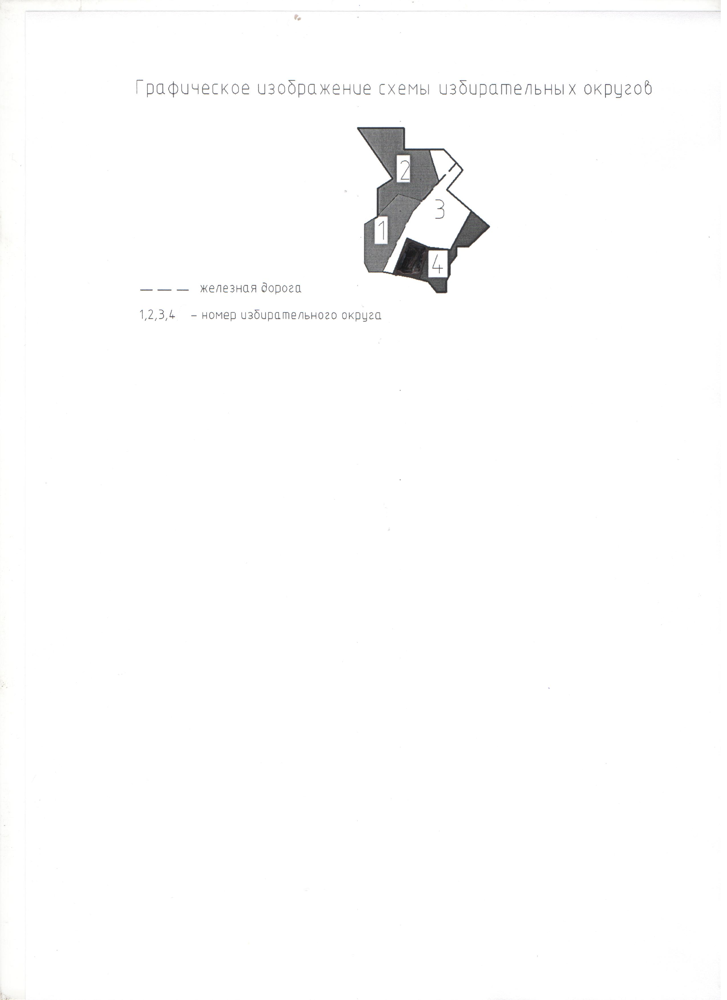 Графическое изображение схемы избирательных округов
2
3
1
4
железная дорога
1,2,3,4 – номер избирательного округа